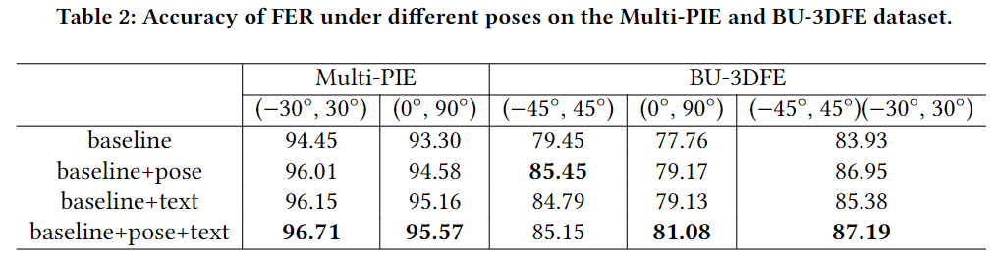 Table 2: Accuracy of FER under different poses on the Multi-PIE and BU-3DFE dataset.
Multi-PIE BU-3DFE
(−30°, 30°) (0°, 90°) (−45°, 45°) (0°, 90°) (−45°, 45°)(−30°, 30°)
baseline 94.45 93.30 79.45 77.76 83.93
baseline+pose 96.01 94.58 85.45 79.17 86.95
baseline+text 96.15 95.16 84.79 79.13 85.38
baseline+pose+text 96.71 95.57 85.15 81.08 87.19